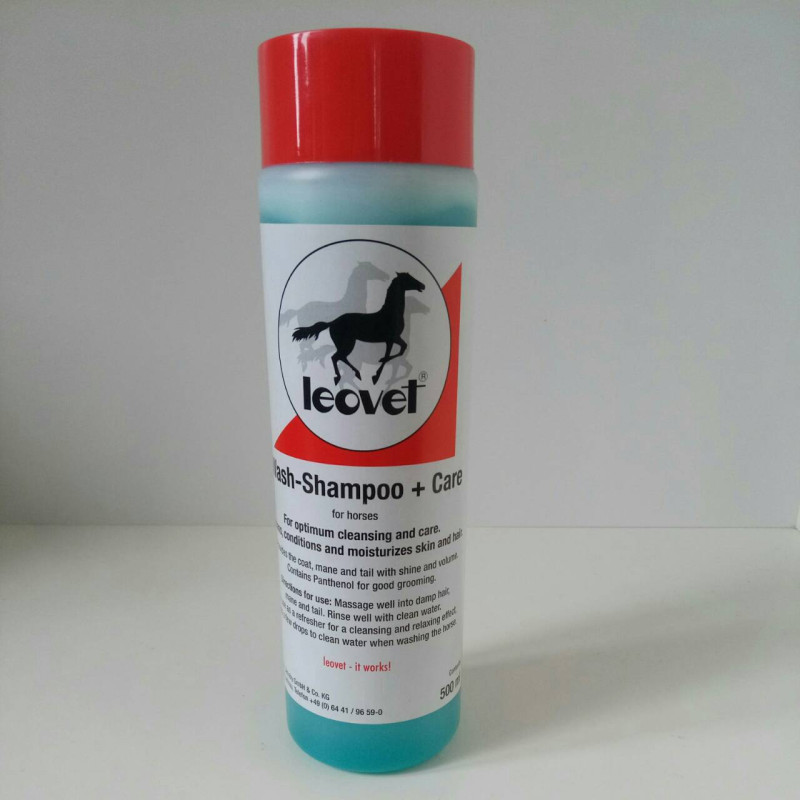 leovet®
Wash-Shampoo + Care
for horses
For optimum cleansing and care.
conditions and moisturizes skin and hair.
the coat, mane and tail with shine and volume.
Contains Panthenol for good grooming.
Directions for use: Massage well into damp hair,
mane and tail. Rinse well with clean water.
as a refresher for a cleansing and relaxing effect,
drops to clean water when washing the horse.
leovet - it works!
GmbH & Co. KG
Telefon +49 (0) 64 41 / 96 59-0
500 ml